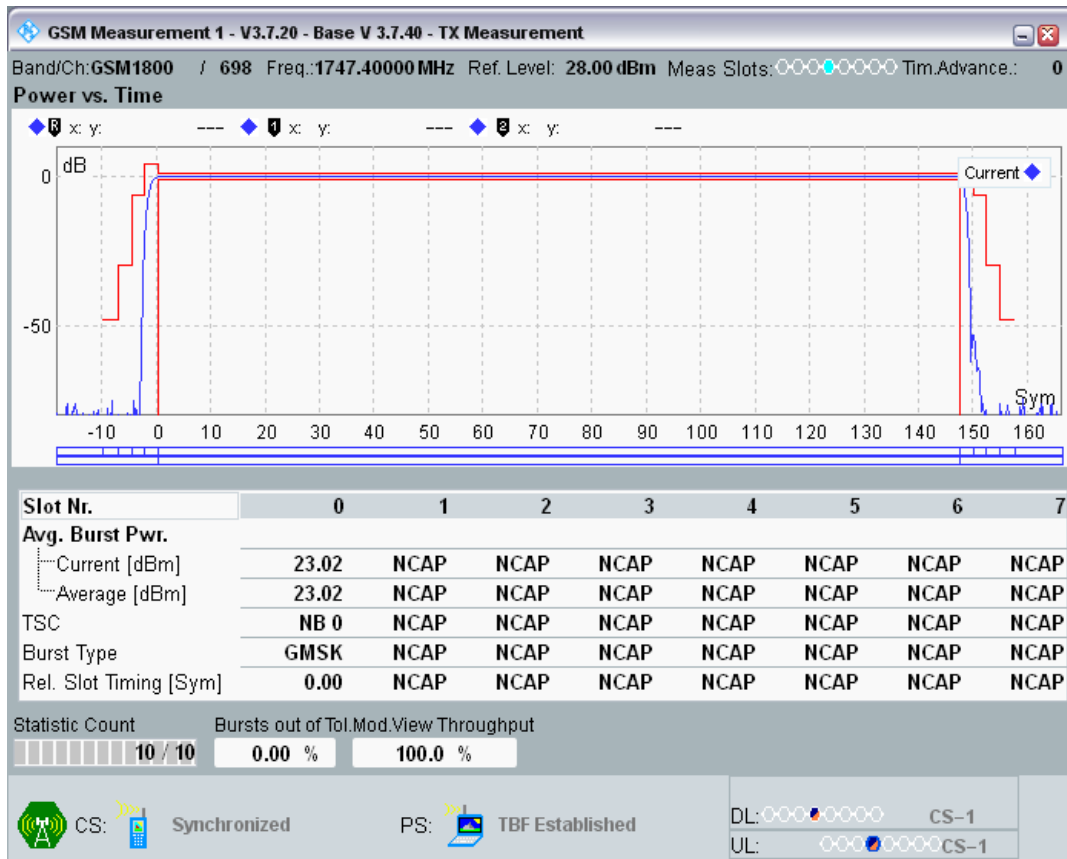 GSM Measurement 1 - V3.7.20 - Base V 3.7.40 - TX Measurement
Band/Ch:GSM1800 / 698 Freq.:1747.40000 MHz Ref. Level: 28.00 dBm Meas Slots: Tim.Advance.: 0
Power vs. Time
R x: y: --- 1 x: y: --- 2 x: y: ---
dB
Current
0
-50
Sym
-10 0 10 20 30 40 50 60 70 80 90 100 110 120 130 140 150 160
Slot Nr. 0 1 2 3 4 5 6 7
Avg. Burst Pwr.
Current [dBm] 23.02 NCAP NCAP NCAP NCAP NCAP NCAP NCAP
Average [dBm] 23.02 NCAP NCAP NCAP NCAP NCAP NCAP NCAP
TSC NB 0 NCAP NCAP NCAP NCAP NCAP NCAP NCAP
Burst Type GMSK NCAP NCAP NCAP NCAP NCAP NCAP NCAP
Rel. Slot Timing [Sym] 0.00 NCAP NCAP NCAP NCAP NCAP NCAP NCAP
Statistic Count Bursts out of Tol.Mod.View Throughput
10 / 10 0.00 % 100.0 %
CS: Synchronized PS: TBF Established
DL: CS-1
UL: CS-1